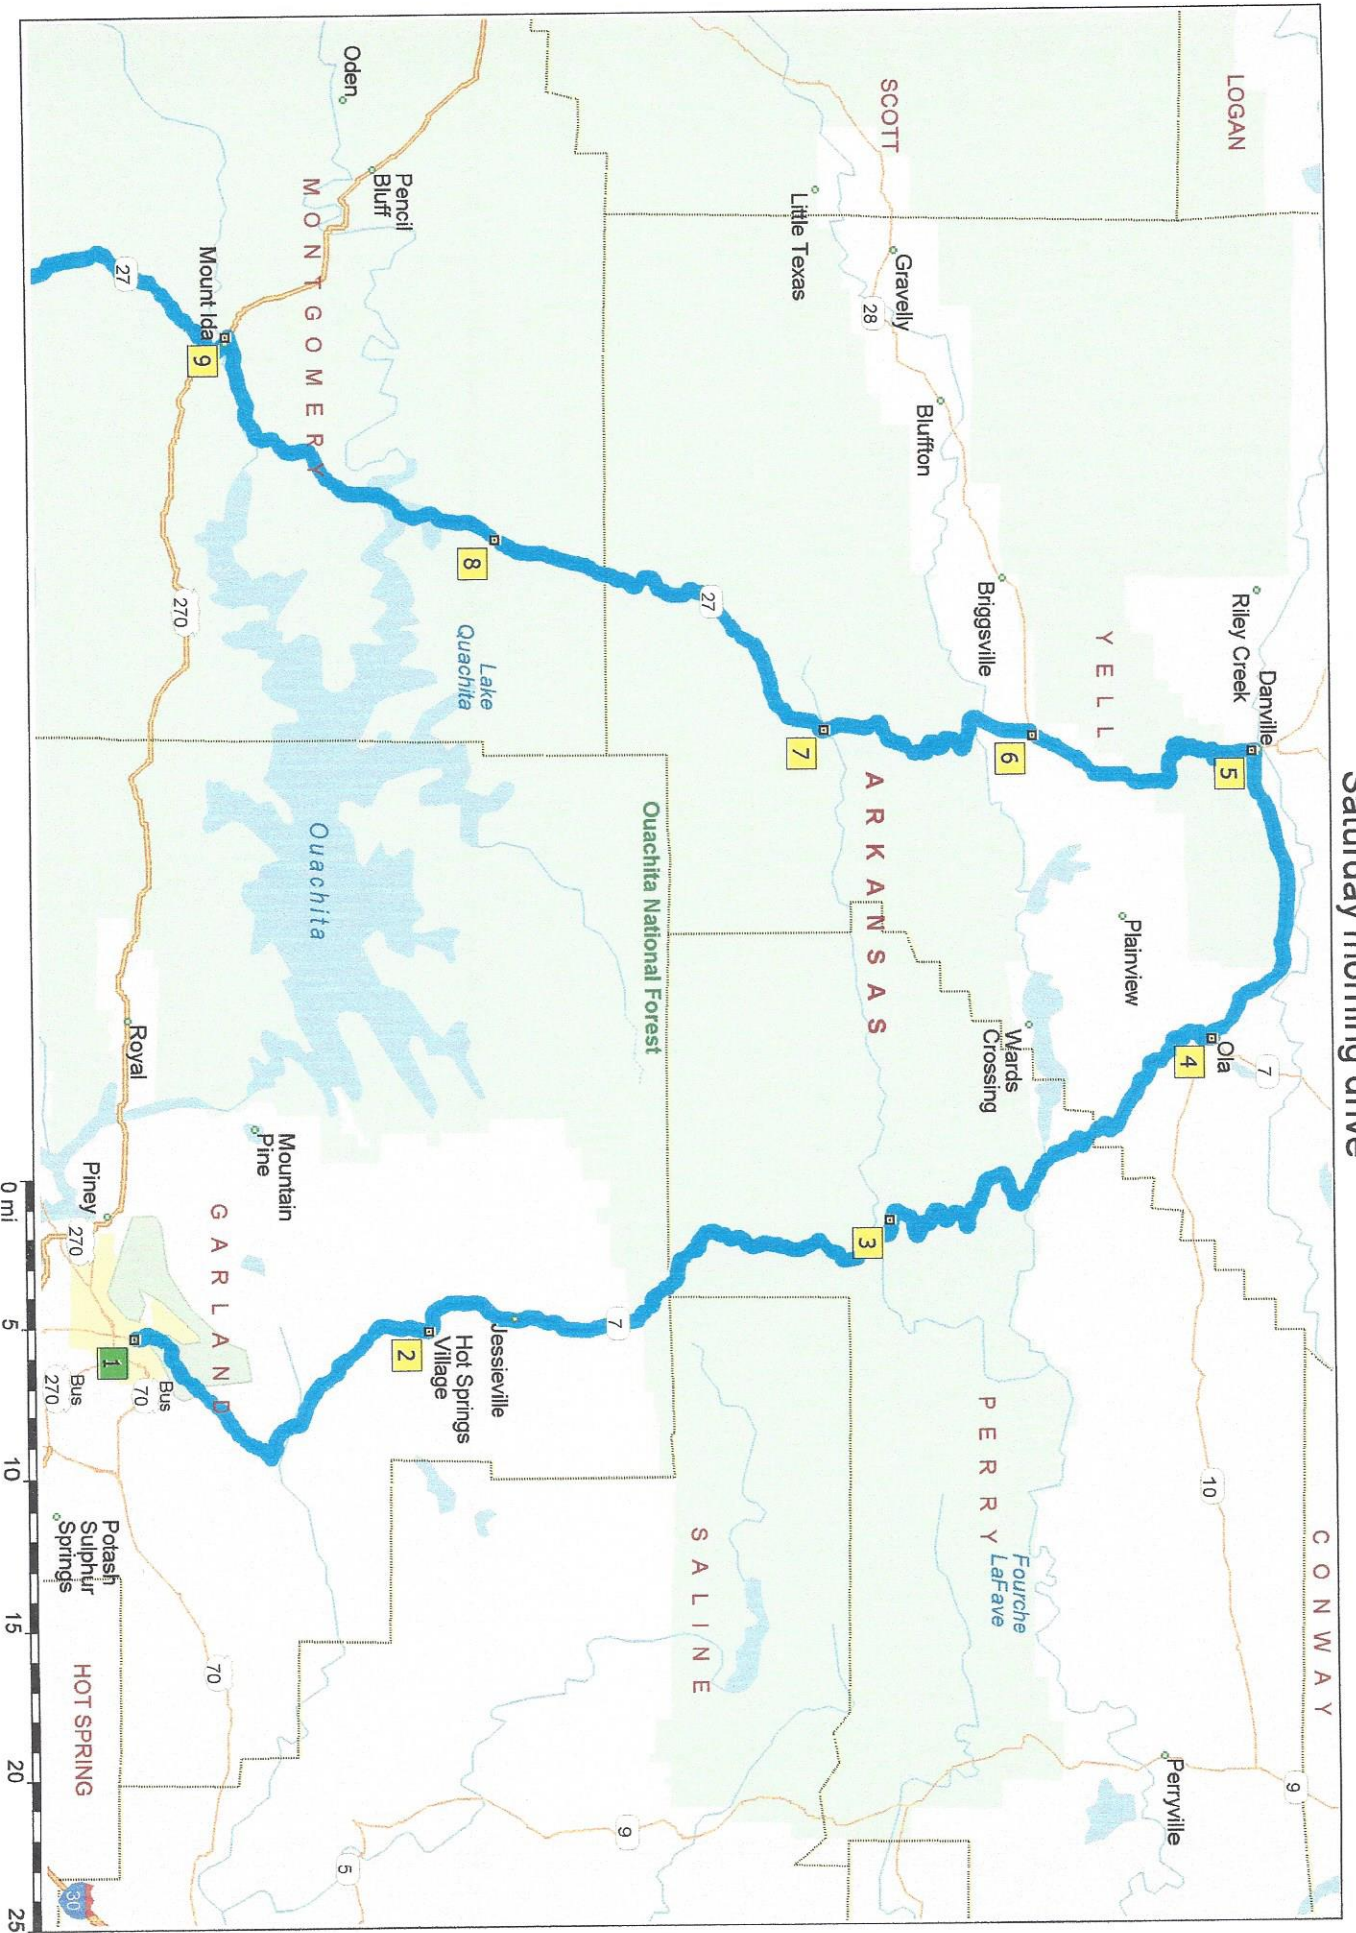 Saturday morning drive
LOGAN
CONWAY
Danville
Riley Creek
5
Ola
7
4
9
10
Perryville
YELL
Plainview
6
Briggsville
Wards
Crossing
PERRY
Fourche
LaFave
SCOTT
Gravelly
28
Bluffton
Little Texas
7
ARKANSAS
3
27
SALINE
Ouachita National Forest
7
9
Lake
Quachita
8
Jessieville
Hot Springs
Village
2
Oden
Pencil
Bluff
MONTGOMERY
Ouachita
5
Mountain
Pine
GARLAND
Mount Ida
9
27
270
Royal
Piney
270
1
Bus
70
Bus
270
70
Potash
Sulphur
Springs
HOT SPRING
30
0 mi
5
10
15
20
25